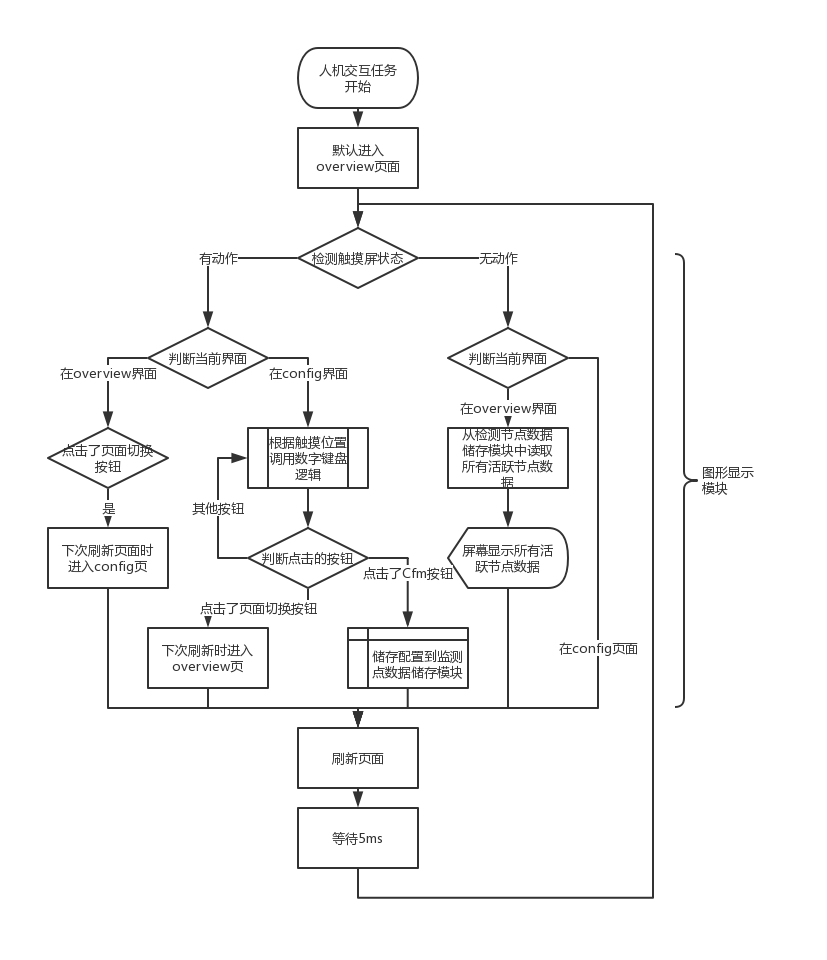 人机交互任务
开始
默认进入
overview页面
检测触摸屏状态
有动作
无动作
判断当前界面
判断当前界面
在overview界面
在config界面
在overview界面
点击了页面切换
按钮
根据触摸位置
调用数字键盘
逻辑
从检测节点数据
储存模块中读取
所有活跃节点数
据
图形显示
模块
是
其他按钮
下次刷新页面时
进入config页
判断点击的按钮
屏幕显示所有活
跃节点数据
点击了Cfm按钮
点击了页面切换按钮
下次刷新时进入
overview页
储存配置到监测
点数据储存模块
在config页面
刷新页面
等待5ms